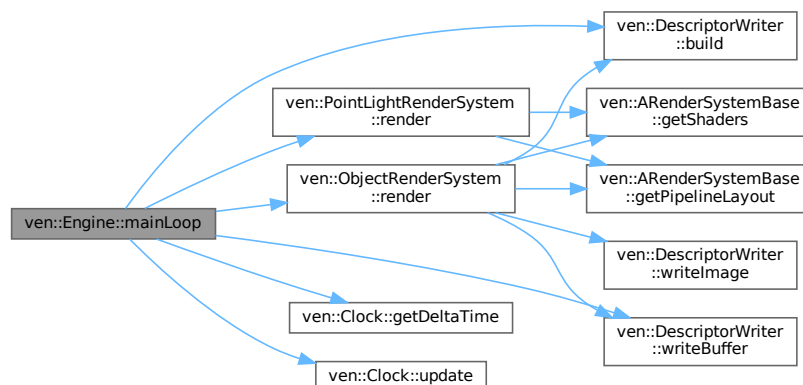 ven::DescriptorWriter
::build
ven::PointLightRenderSystem
::render
ven::ARenderSystemBase
::getShaders
ven::ObjectRenderSystem
::render
ven::ARenderSystemBase
::getPipelineLayout
ven::Engine::mainLoop
ven::DescriptorWriter
::writeImage
ven::Clock::getDeltaTime
ven::DescriptorWriter
::writeBuffer
ven::Clock::update